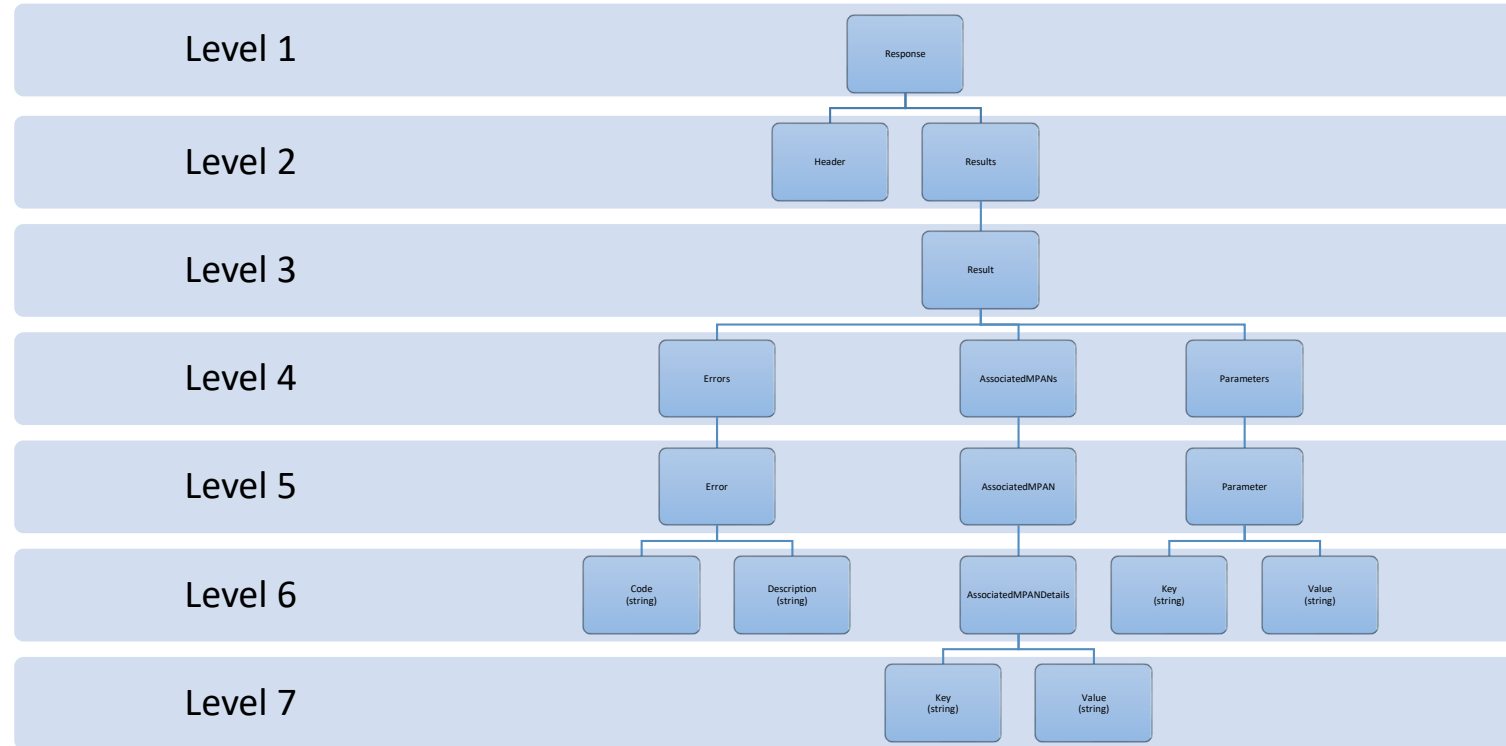 Level 1
Response
Level 2
Header
Results
Level 3
Result
Level 4
Errors
AssociatedMPANs
Parameters
Level 5
Error
AssociatedMPAN
Parameter
Level 6
Code
(string)
Description
(string)
AssociatedMPANDetails
Key
(string)
Value
(string)
Level 7
Key
(string)
Value
(string)